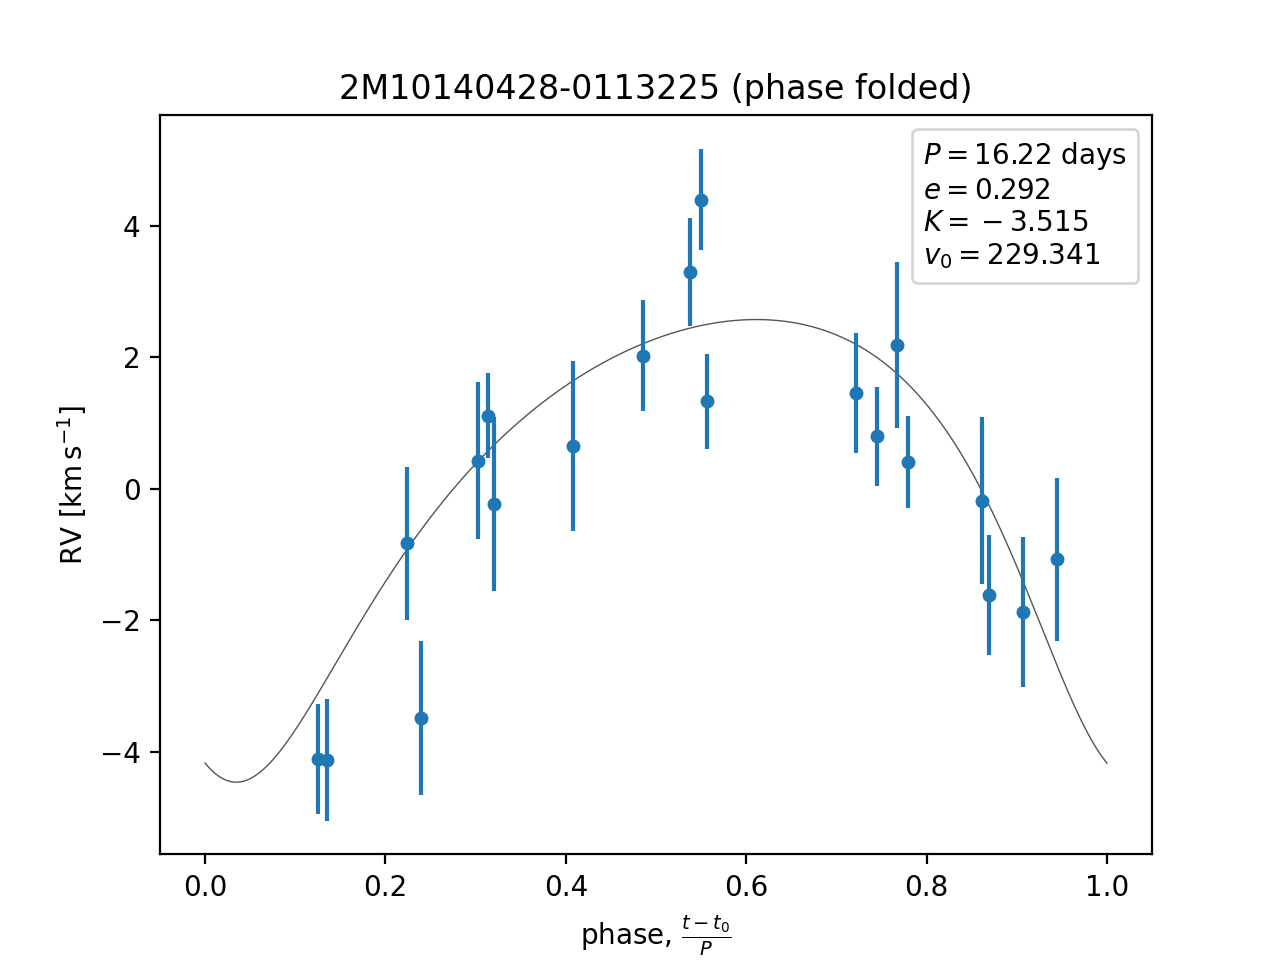 2M10140428-0113225 (phase folded)
P = 16.22 days
e = 0.292
K = −3.515
v₀ = 229.341
RV [km s⁻¹]
4
2
0
−2
−4
0.0 0.2 0.4 0.6 0.8 1.0
phase, (t − t₀)/P